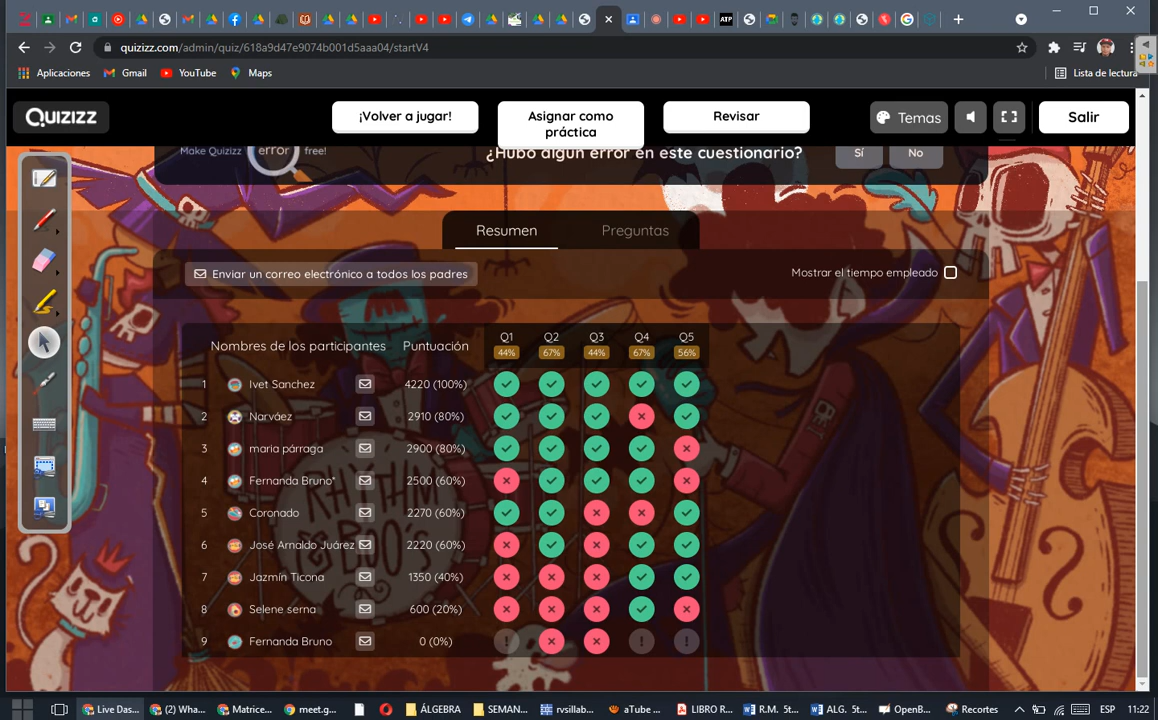 ATP
quizizz.com/admin/quiz/618a9d47e9074b001d5aaa04/startV4
Aplicaciones Gmail YouTube Maps Lista de lectura
QUIZIZZ ¡Volver a jugar! Asignar como práctica Revisar Temas Salir
Make Quizizz error free! ¿Hubo algún error en este cuestionario? Sí No
Resumen Preguntas
Enviar un correo electrónico a todos los padres Mostrar el tiempo empleado
Q1 Q2 Q3 Q4 Q5
Nombres de los participantes Puntuación 44% 67% 44% 67% 56%
1 Ivet Sanchez 4220 (100%)
2 Narváez 2910 (80%)
3 maria párraga 2900 (80%)
4 Fernanda Bruno* 2500 (60%)
5 Coronado 2270 (60%)
6 José Arnaldo Juárez 2220 (60%)
7 Jazmín Ticona 1350 (40%)
8 Selene serna 600 (20%)
9 Fernanda Bruno 0 (0%)
RHYTHM
BOO'S
Live Das... (2) Wha... Matrice... meet.g... ÁLGEBRA SEMAN... rvsillab... aTube ... LIBRO R... R.M. 5t... ALG. 5t... OpenB... Recortes ESP 11:22